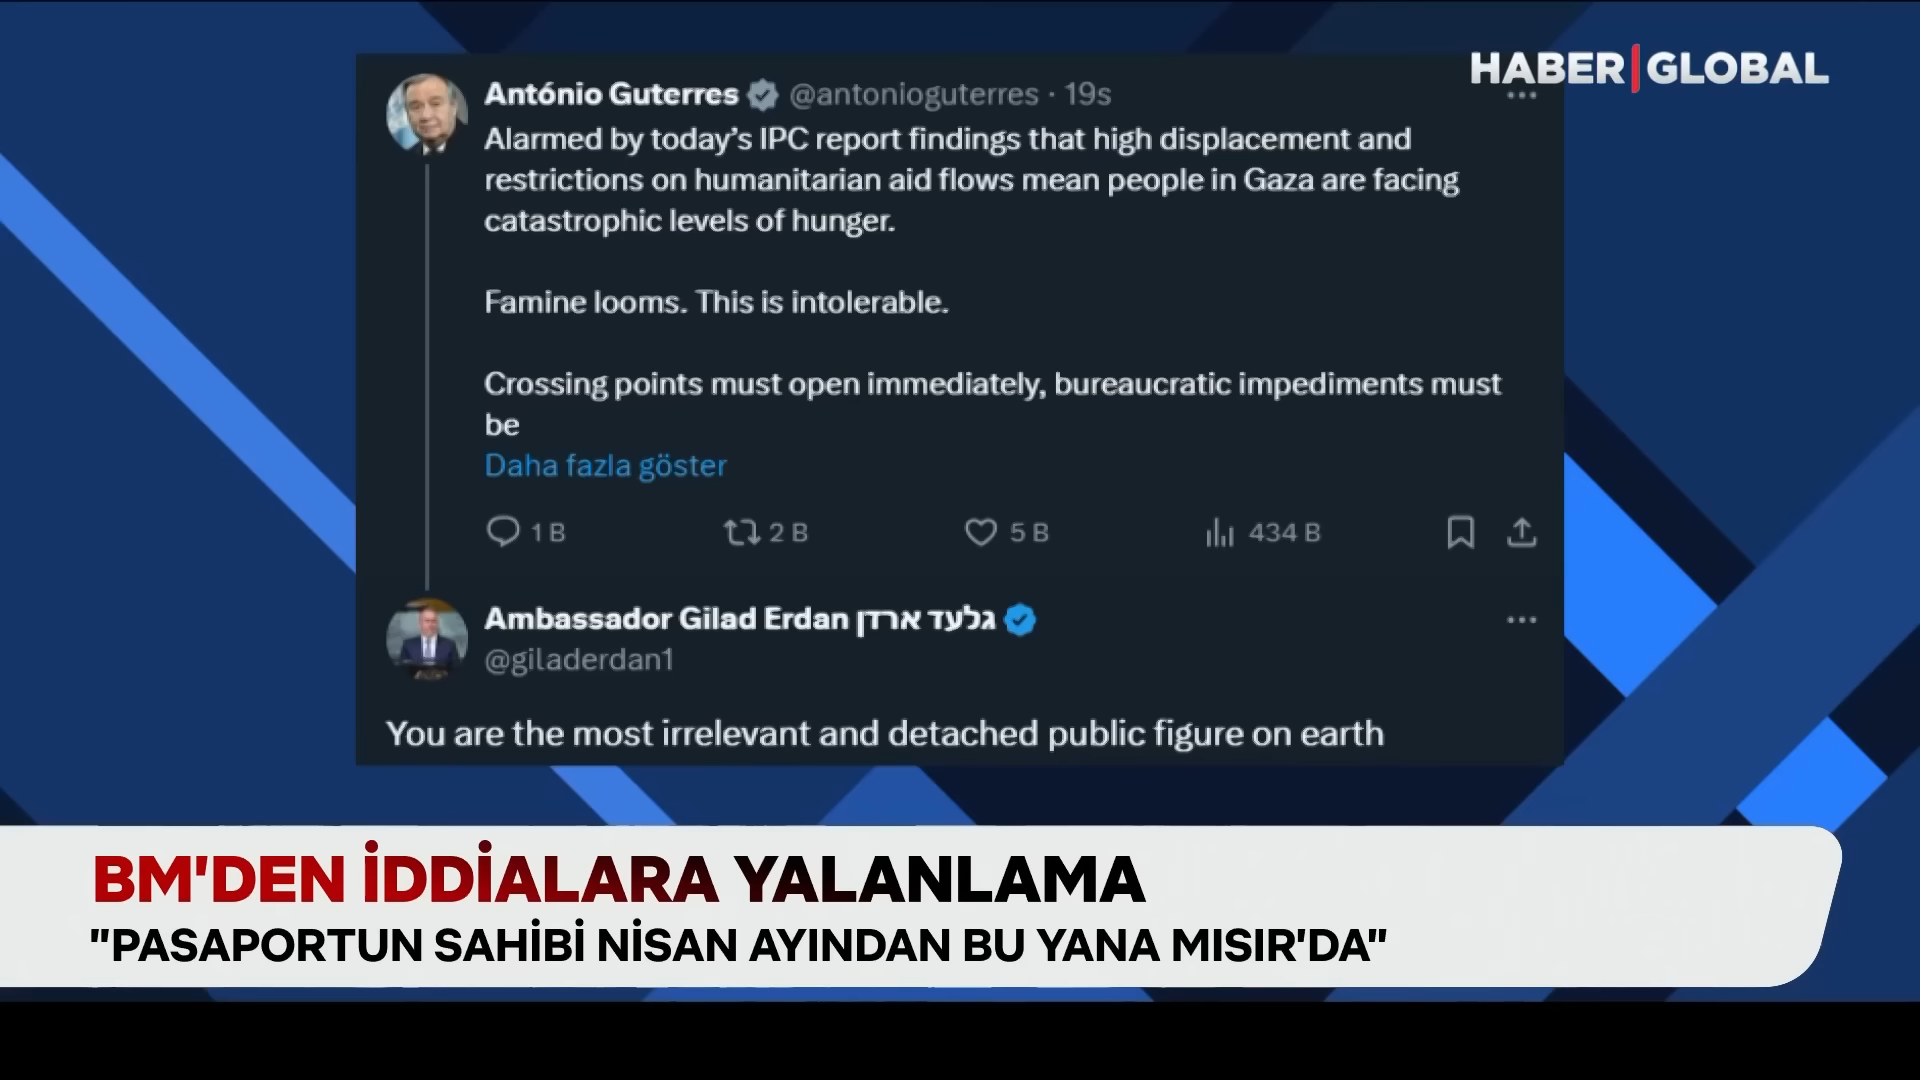 HABER GLOBAL
António Guterres @antonioguterres · 19s
Alarmed by today’s IPC report findings that high displacement and
restrictions on humanitarian aid flows mean people in Gaza are facing
catastrophic levels of hunger.
Famine looms. This is intolerable.
Crossing points must open immediately, bureaucratic impediments must
be
Daha fazla göster
1 B 2 B 5 B 434 B
Ambassador Gilad Erdan גלעד ארדן
@giladerdan1
You are the most irrelevant and detached public figure on earth
BM'DEN İDDİALARA YALANLAMA
"PASAPORTUN SAHİBİ NİSAN AYINDAN BU YANA MISIR'DA"